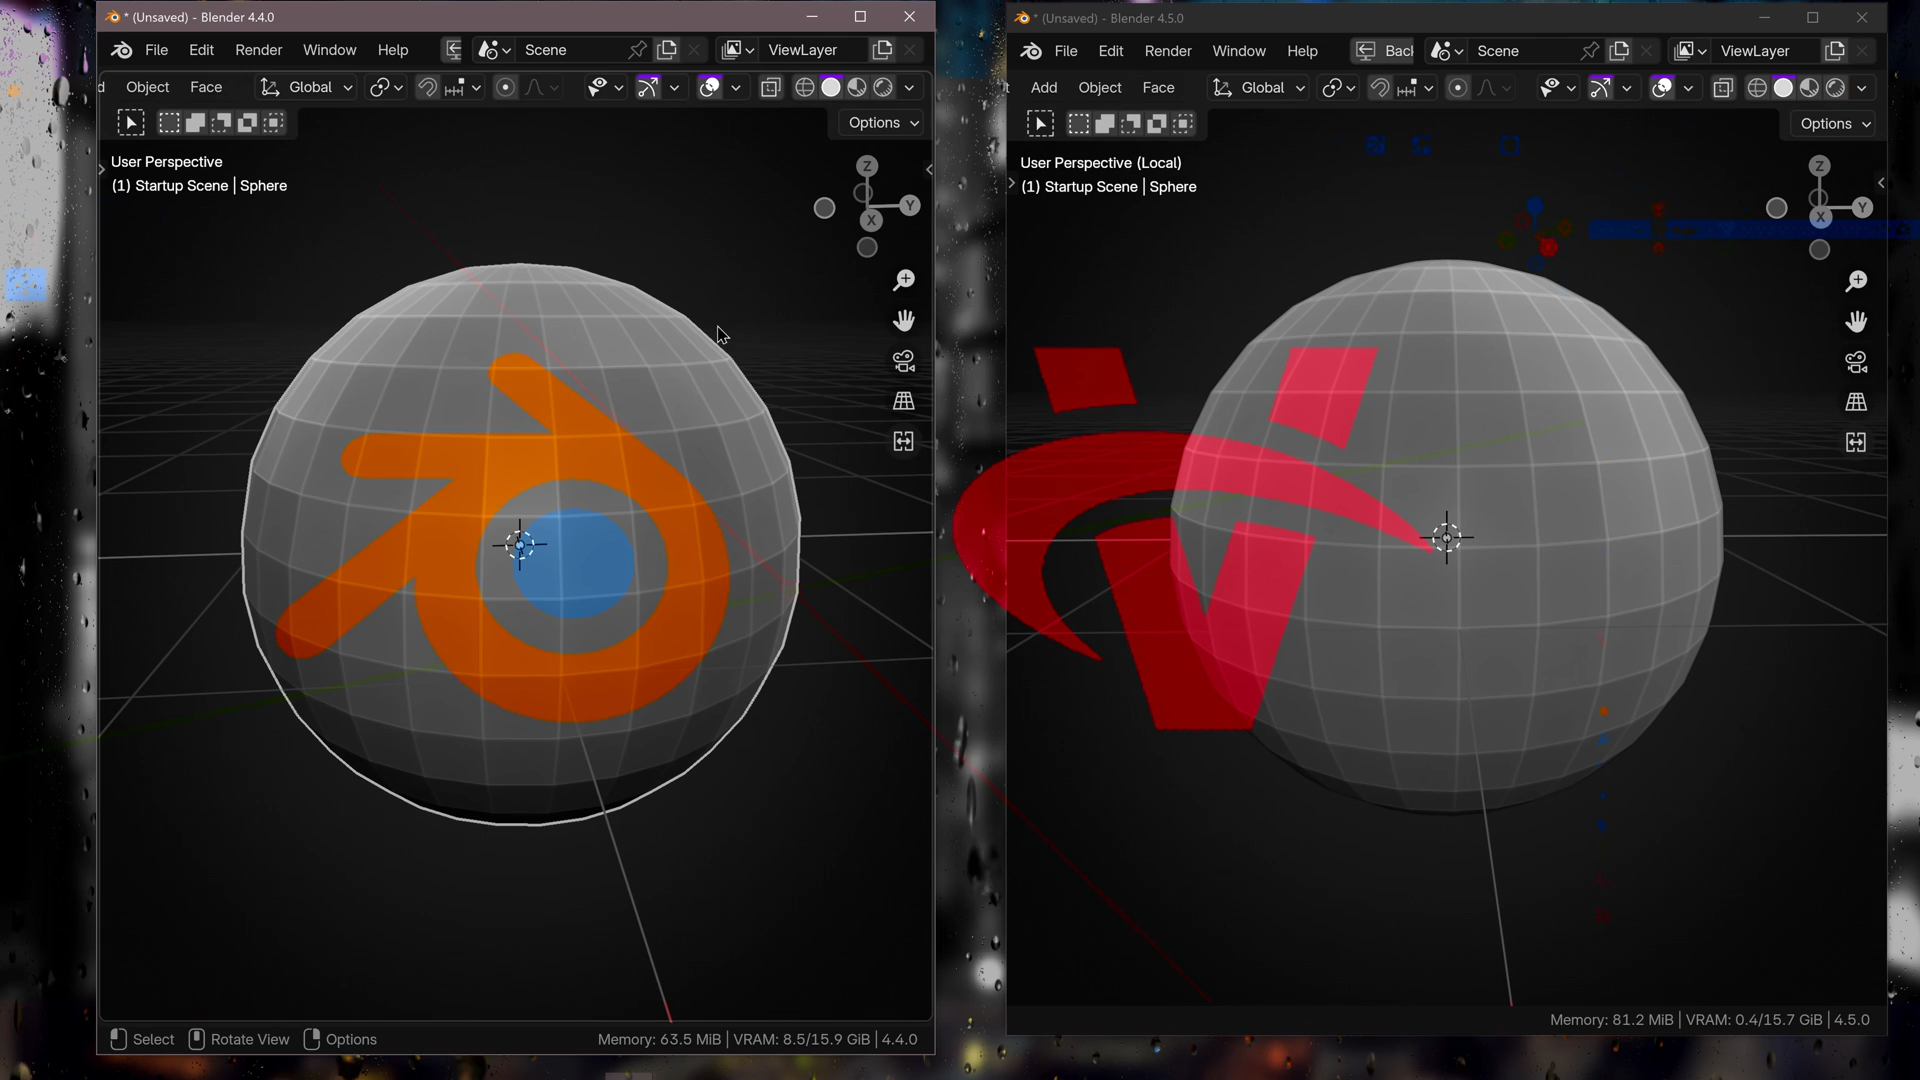 * (Unsaved) - Blender 4.4.0
File Edit Render Window Help Scene ViewLayer
Object Face Global
Options
User Perspective
(1) Startup Scene | Sphere
Z
Y
X
Select Rotate View Options Memory: 63.5 MiB | VRAM: 8.5/15.9 GiB | 4.4.0
* (Unsaved) - Blender 4.5.0
File Edit Render Window Help Back Scene ViewLayer
Add Object Face Global
Options
User Perspective (Local)
(1) Startup Scene | Sphere
Z
Y
X
Memory: 81.2 MiB | VRAM: 0.4/15.7 GiB | 4.5.0